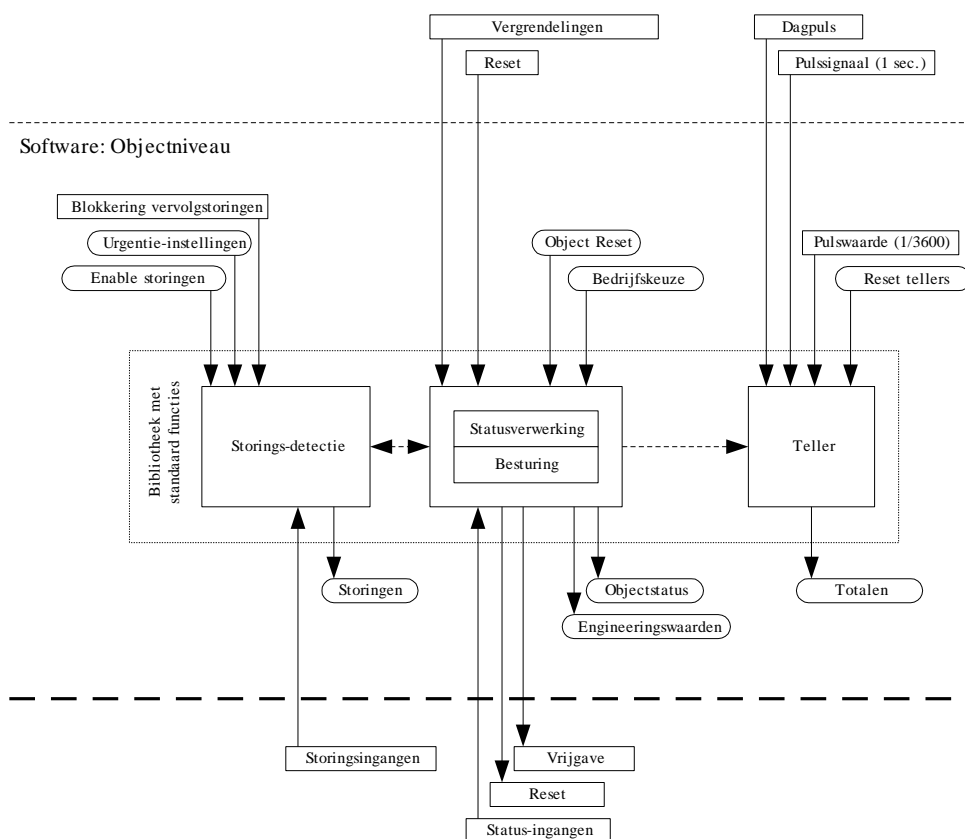 Vergrendelingen
Dagpuls
Reset
Pulssignaal (1 sec.)
Software: Objectniveau
Blokkering vervolgstoringen
Urgentie-instellingen
Object Reset
Pulswaarde (1/3600)
Enable storingen
Bedrijfskeuze
Reset tellers
Bibliotheek met
standaard functies
Storings-detectie
Statusverwerking
Besturing
Teller
Storingen
Objectstatus
Totalen
Engineeringswaarden
Storingsingangen
Vrijgave
Reset
Status-ingangen